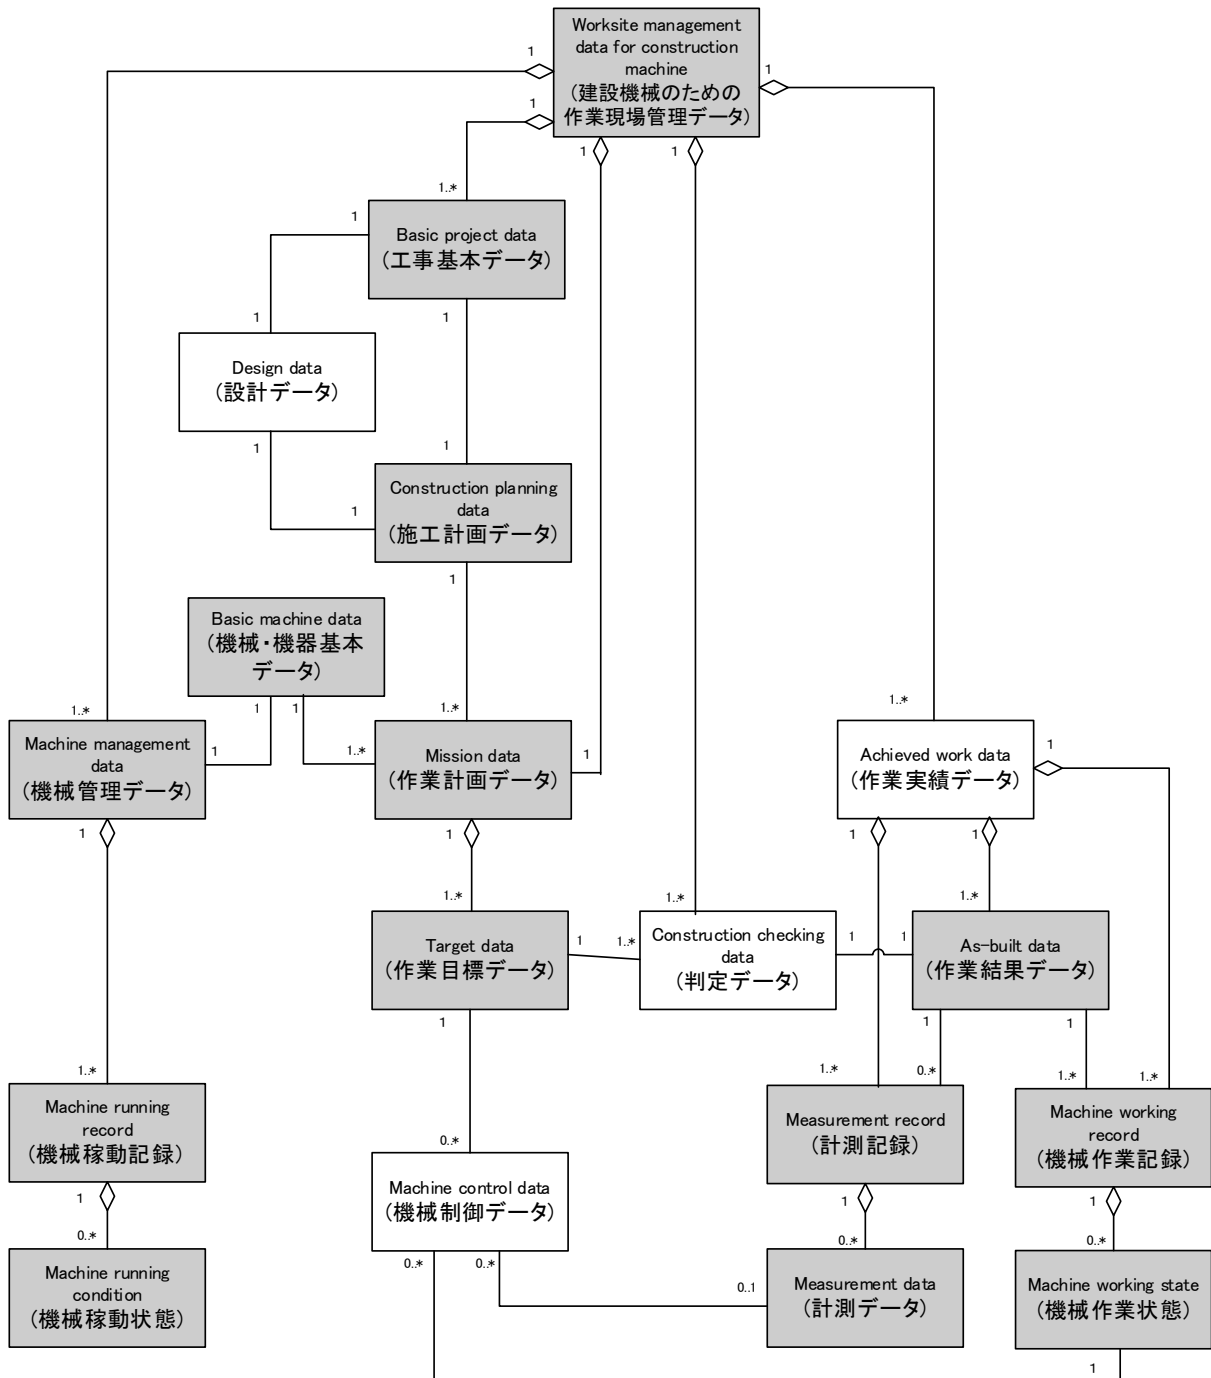 Worksite management
data for construction
machine
(建設機械のための
作業現場管理データ)
1
1
1
1
1
1..*
1
Basic project data
(工事基本データ)
1
1
Design data
(設計データ)
1
1
1
Construction planning
data
(施工計画データ)
1
Basic machine data
(機械・機器基本
データ)
1..*
1
1
1..*
1..*
1..*
Machine management
data
(機械管理データ)
1
1
Mission data
(作業計画データ)
1
Achieved work data
(作業実績データ)
1
1
1
1
1
1..*
1..*
1..*
Target data
(作業目標データ)
1
1..*
Construction checking
data
(判定データ)
1
1
As-built data
(作業結果データ)
1
1
1
1..*
1..*
0..*
1..*
1..*
Machine running
record
(機械稼動記録)
Measurement record
(計測記録)
Machine working
record
(機械作業記録)
0..*
Machine control data
(機械制御データ)
1
1
1
0..*
0..*
0..*
0..*
0..*
Machine running
condition
(機械稼動状態)
0..1
Measurement data
(計測データ)
Machine working state
(機械作業状態)
1